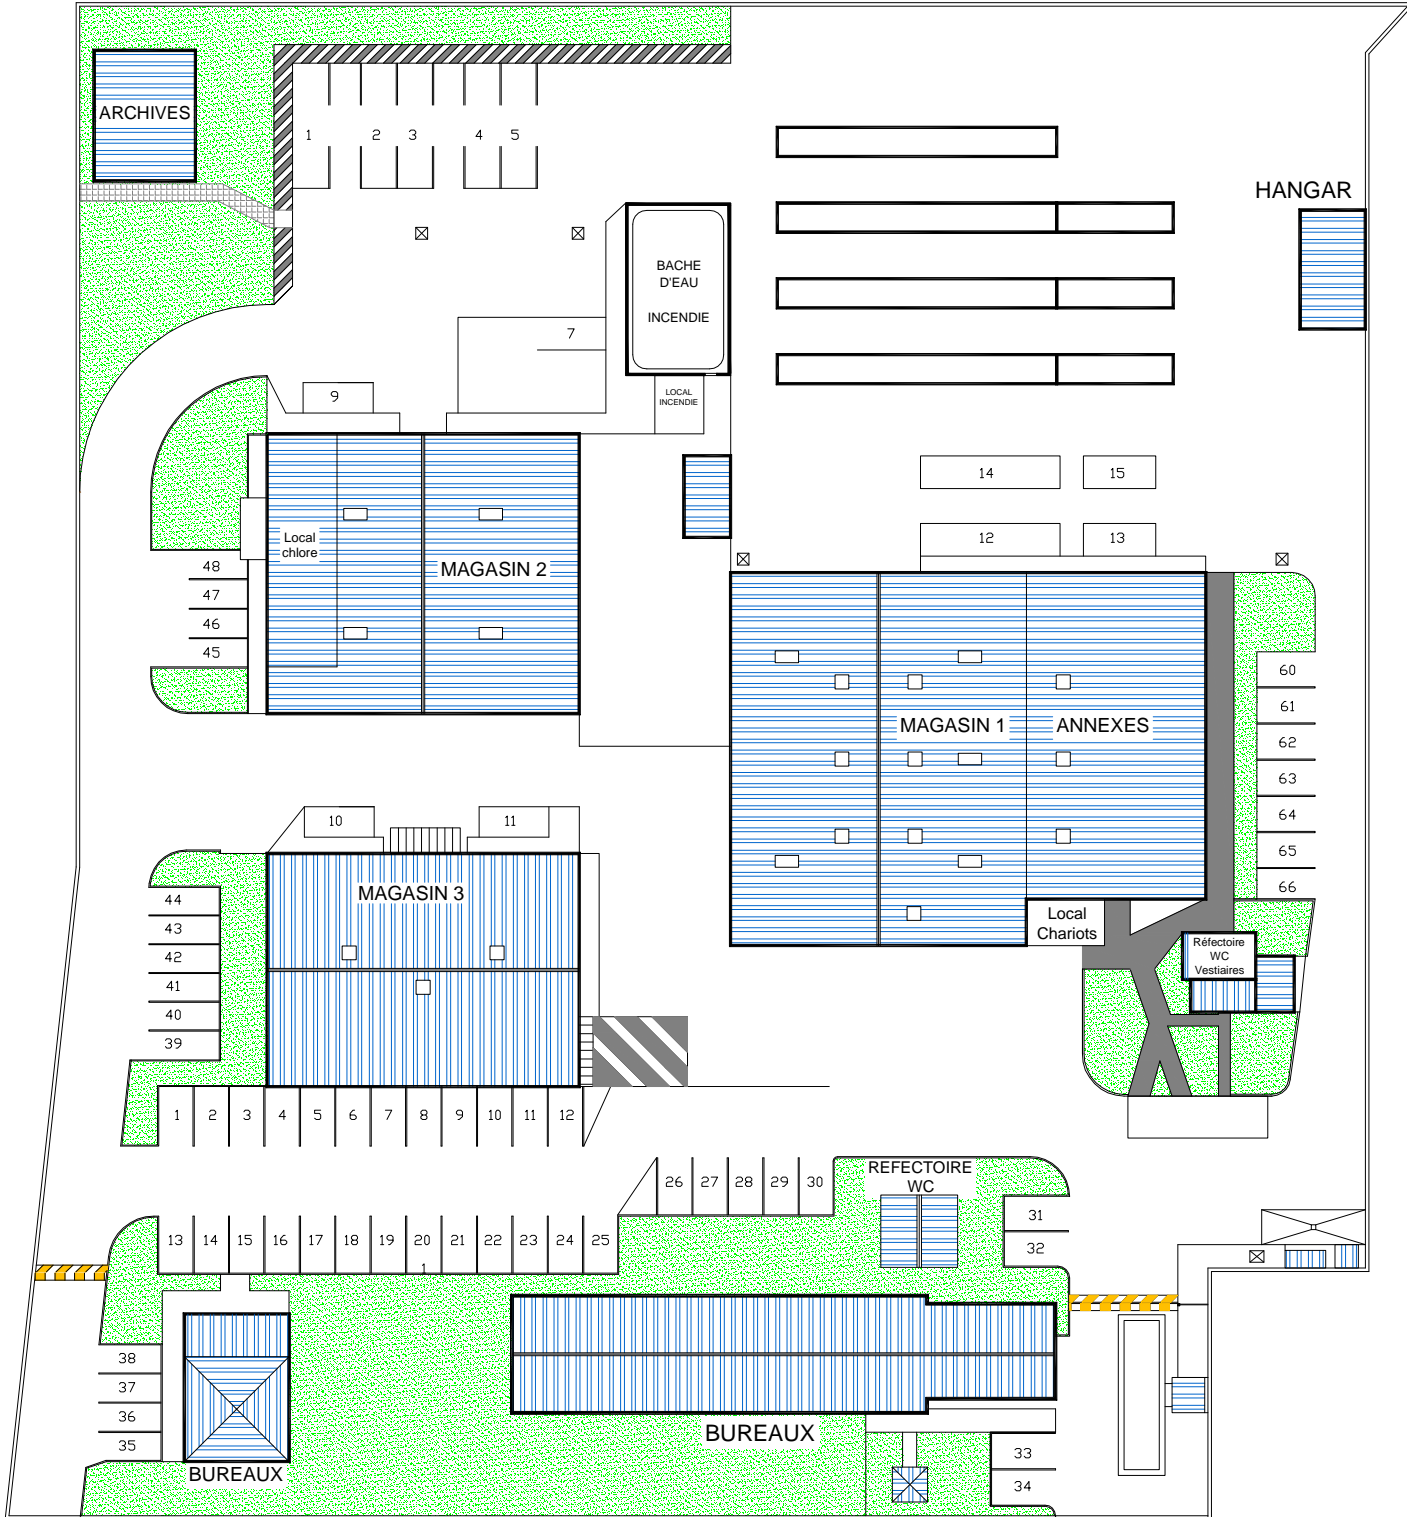 ARCHIVES
1 2 3 4 5
HANGAR
BACHE
D'EAU
INCENDIE
7
LOCAL
INCENDIE
9
14 15
12 13
Local
chlore
MAGASIN 2
48
47
46
45
MAGASIN 1 ANNEXES
60
61
62
63
64
65
66
10 11
MAGASIN 3
44
43
42
41
40
39
Local
Chariots
Réfectoire
WC
Vestiaires
1 2 3 4 5 6 7 8 9 10 11 12
26 27 28 29 30
REFECTOIRE
WC
31
32
13 14 15 16 17 18 19 20 21 22 23 24 25
1
38
37
36
35
BUREAUX
BUREAUX
33
34